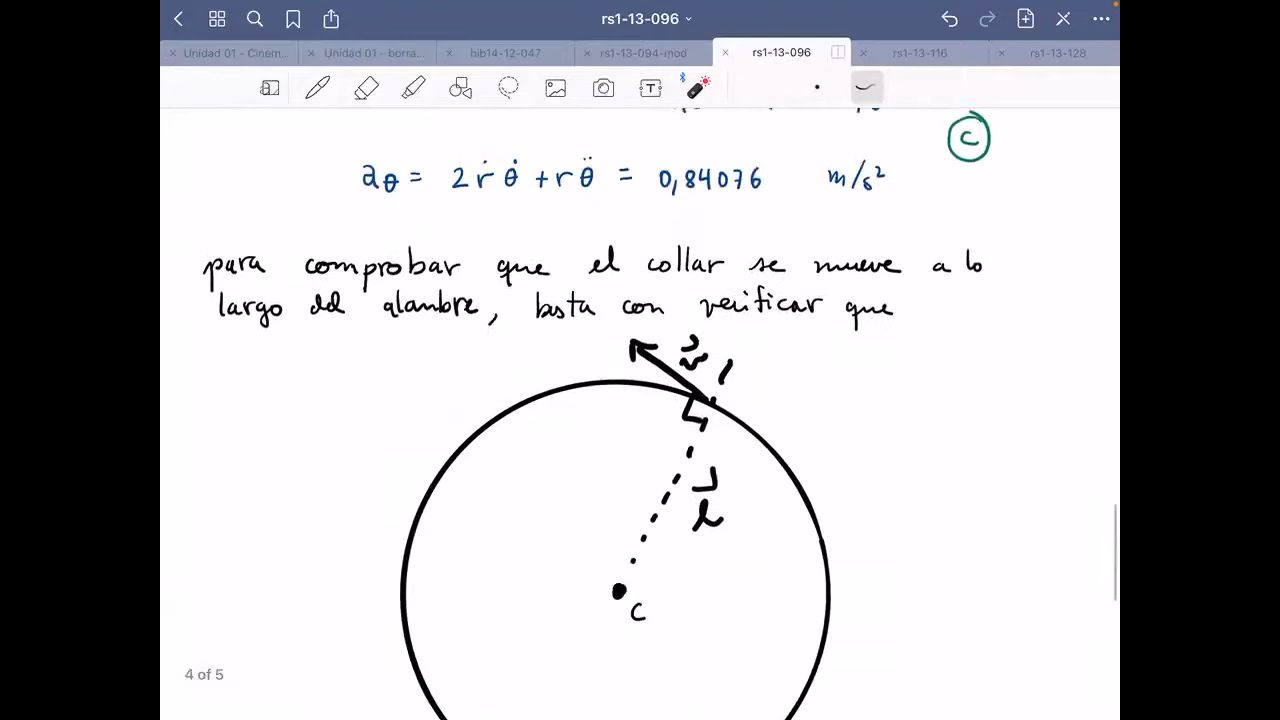 rs1-13-096
Unidad 01 - Cinem...
Unidad 01 - borra...
hib14-12-047
rs1-13-094-mod
rs1-13-096
rs1-13-116
rs1-13-128
C
aθ = 2 ṙ θ̇ + r θ̈ = 0,84076 m/s²
para comprobar que el collar se mueve a lo
largo del alambre, basta con verificar que
C
4 of 5